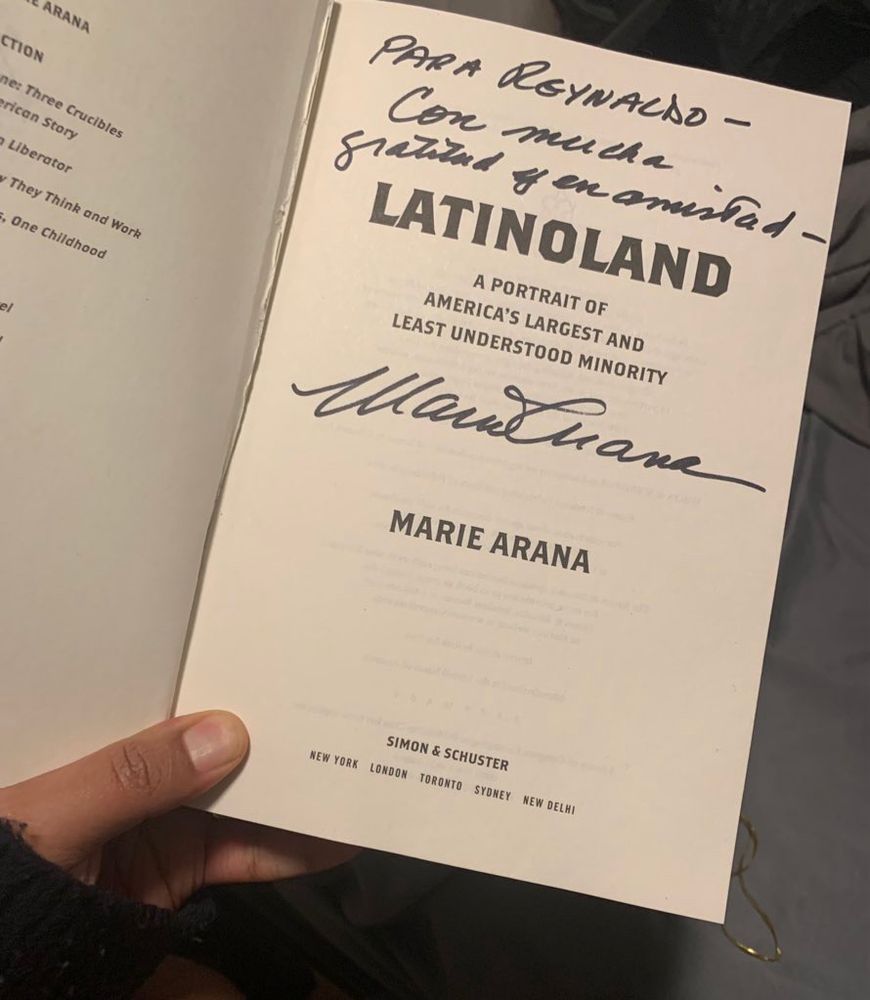 ARANA
CTION
ne: Three Crucibles
erican Story
n Liberator
y They Think and Work
s, One Childhood
el
PARA REYNALDO -
Con mucha
gratitud y en amistad -
LATINOLAND
A PORTRAIT OF
AMERICA'S LARGEST AND
LEAST UNDERSTOOD MINORITY
Marie Arana
MARIE ARANA
SIMON & SCHUSTER
NEW YORK LONDON TORONTO SYDNEY NEW DELHI